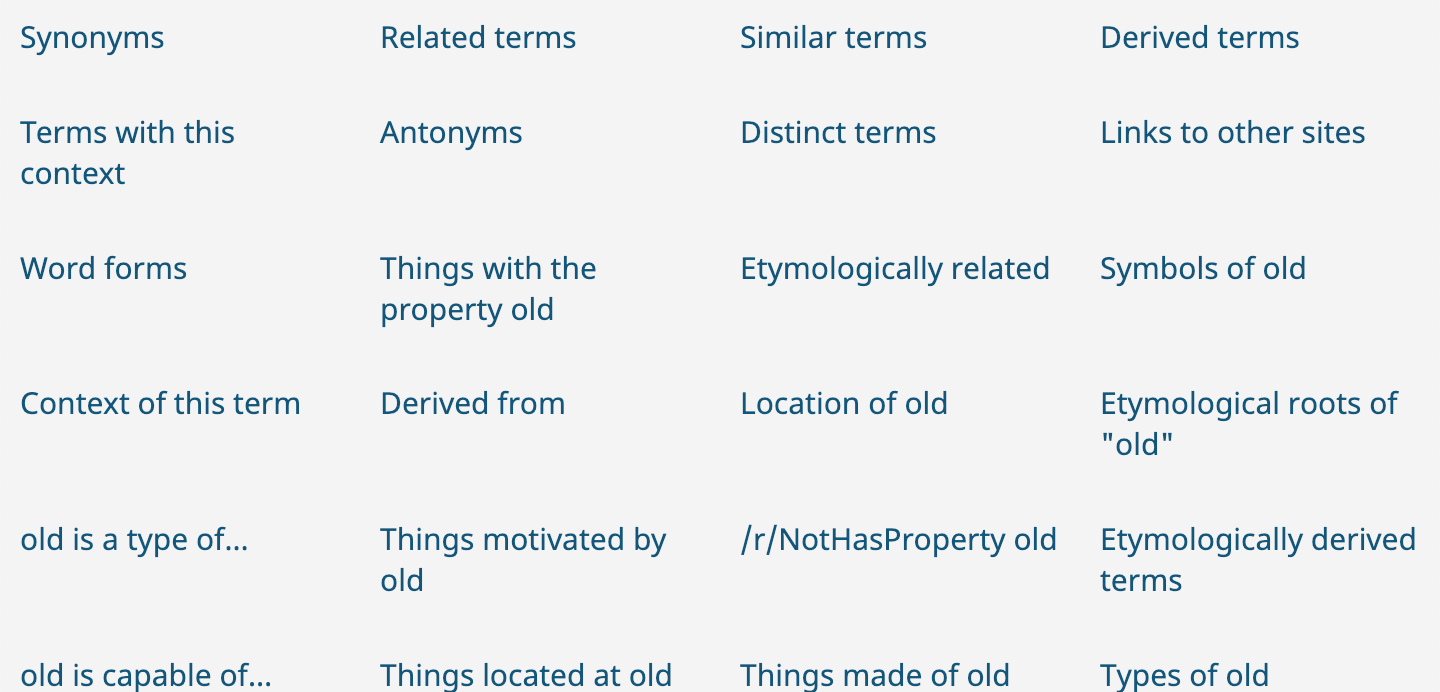 Synonyms
Related terms
Similar terms
Derived terms
Terms with this
context
Antonyms
Distinct terms
Links to other sites
Word forms
Things with the
property old
Etymologically related
Symbols of old
Context of this term
Derived from
Location of old
Etymological roots of
"old"
old is a type of…
Things motivated by
old
/r/NotHasProperty old
Etymologically derived
terms
old is capable of…
Things located at old
Things made of old
Types of old